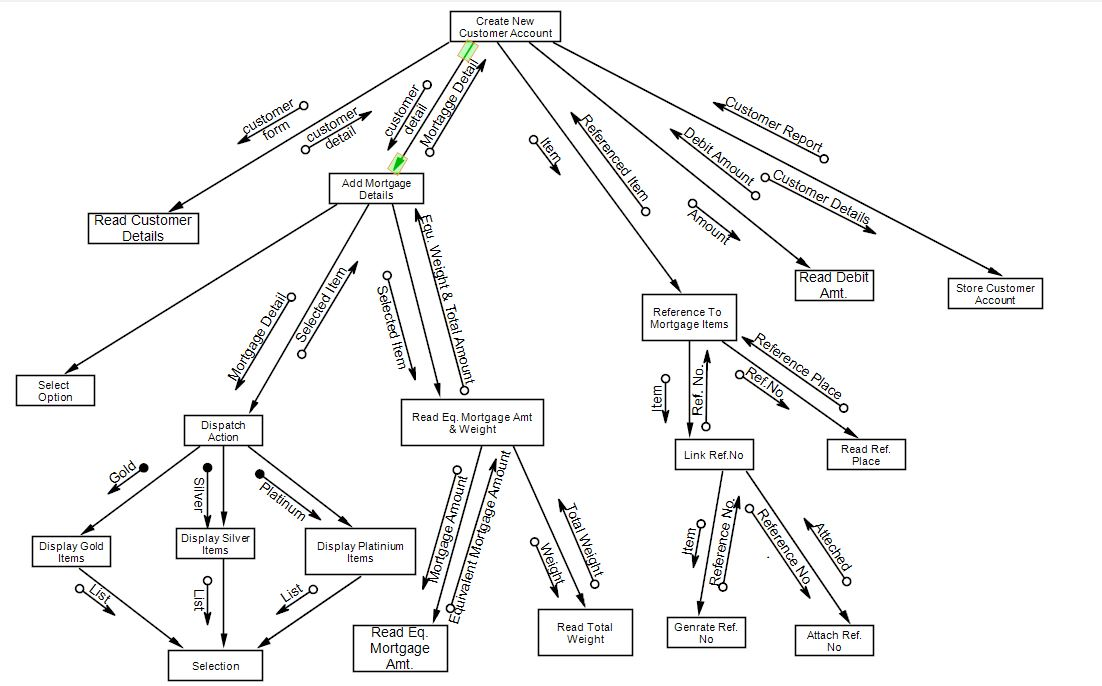 Create New
Customer Account
customer
form
customer
detail
customer
detail
Mortagge Detail
Item
Referenced Item
Debit Amount
Amount
Customer Report
Customer Details
Read Customer
Details
Add Mortgage
Details
Read Debit
Amt.
Store Customer
Account
Reference To
Mortgage Items
Mortgage Detail
Selected Item
Selected Item
Equ. Weight & Total Amount
Select
Option
Dispatch
Action
Read Eq. Mortgage Amt
& Weight
Item
Ref. No.
Ref.No
Reference Place
Link Ref.No
Read Ref.
Place
Gold
Silver
Platinum
Mortgage Amount
Equivalent Mortgage Amount
Weight
Total Weight
Item
Reference No.
Reference No.
Atteched
Display Gold
Items
Display Silver
Items
Display Platinium
Items
List
List
List
Selection
Read Eq.
Mortgage
Amt.
Read Total
Weight
Genrate Ref.
No
Attach Ref.
No